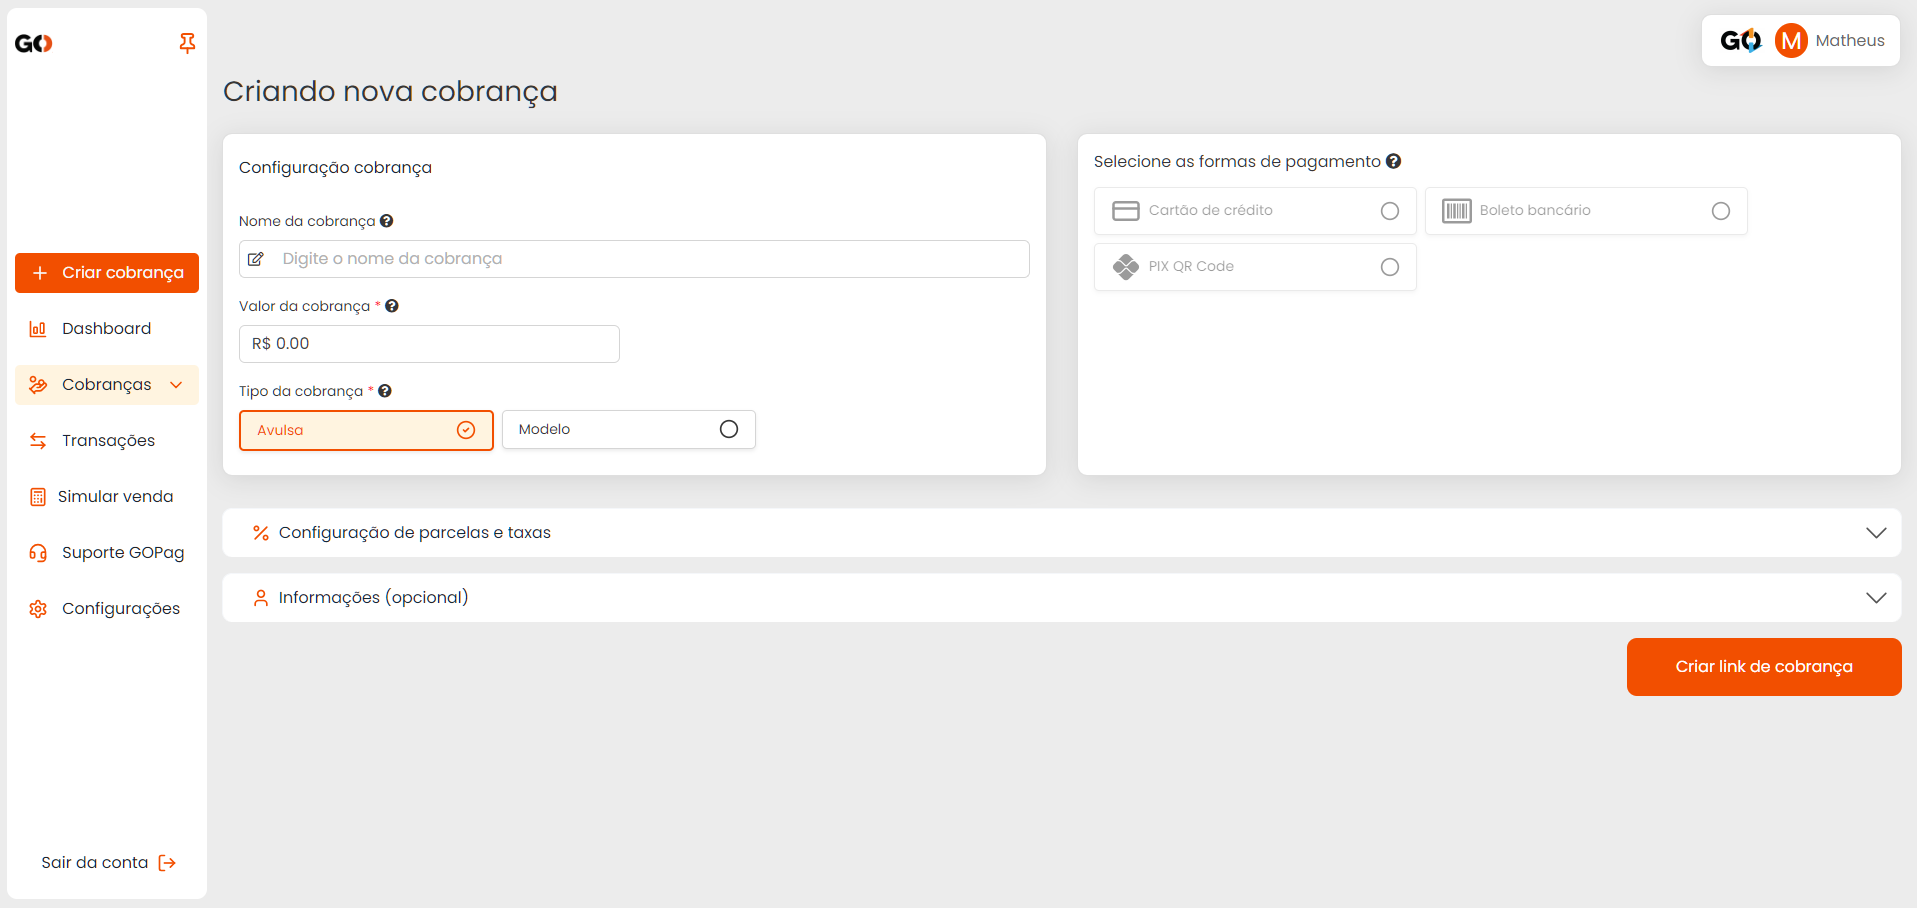 GO
GO M Matheus
Criando nova cobrança
Configuração cobrança
Nome da cobrança ?
Digite o nome da cobrança
Valor da cobrança * ?
R$ 0.00
Tipo da cobrança * ?
Avulsa
Modelo
Selecione as formas de pagamento ?
Cartão de crédito
Boleto bancário
PIX QR Code
Configuração de parcelas e taxas
Informações (opcional)
Criar link de cobrança
Criar cobrança
Dashboard
Cobranças
Transações
Simular venda
Suporte GOPag
Configurações
Sair da conta